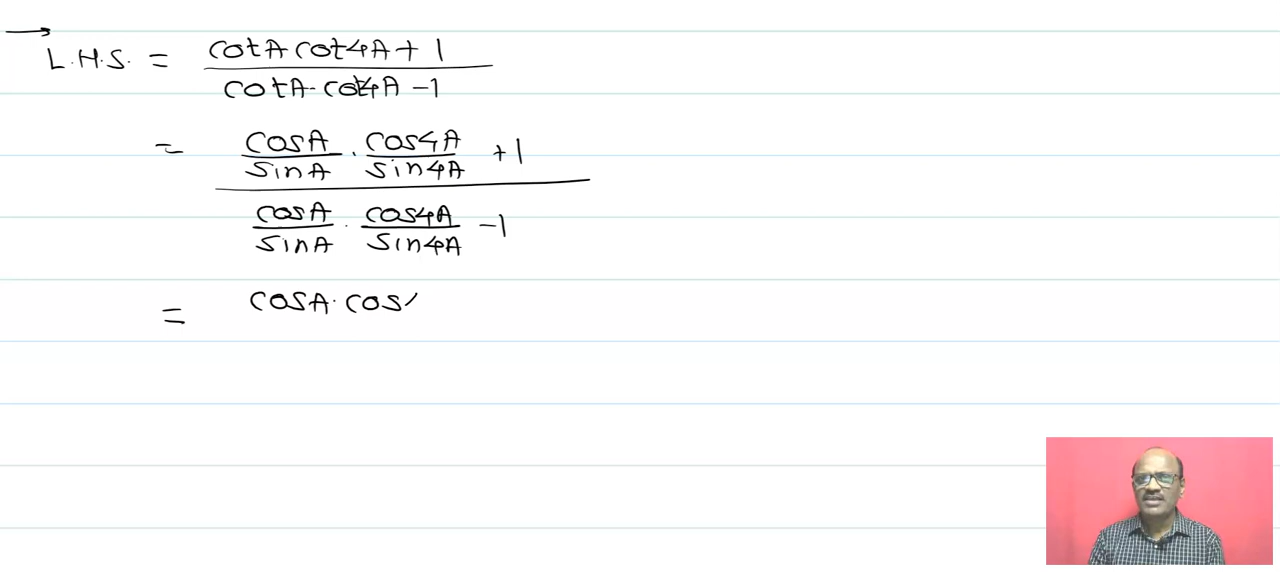 L.H.S. = cotA cot4A + 1
cotA · cot4A - 1
= cosA/sinA · cos4A/sin4A + 1
cosA/sinA · cos4A/sin4A - 1
= cosA · cos